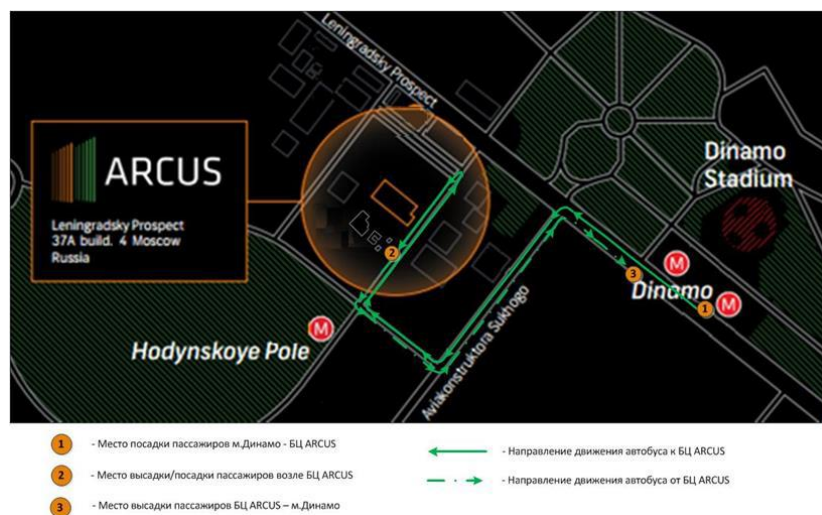 Leningradsky Prospect
ARCUS
Leningradsky Prospect
37A build. 4 Moscow
Russia
Dinamo
Stadium
M
Dinamo
M
M
Hodynskoye Pole
Aviakonstruktora Sukhogo
1
2
3
1 - Место посадки пассажиров м.Динамо - БЦ ARCUS
2 - Место высадки/посадки пассажиров возле БЦ ARCUS
3 - Место высадки пассажиров БЦ ARCUS – м.Динамо
- Направление движения автобуса к БЦ ARCUS
- Направление движения автобуса от БЦ ARCUS